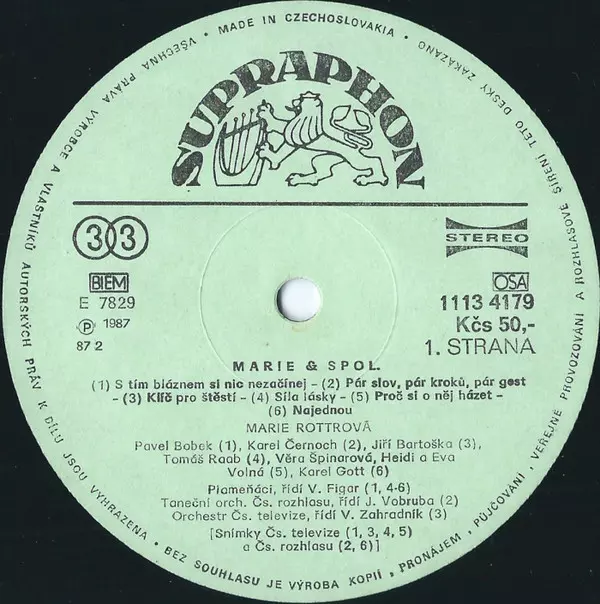 • MADE IN CZECHOSLOVAKIA • VŠECHNA PRÁVA VÝROBCE A VLASTNÍKŮ AUTORSKÝCH PRÁV K DÍLU JSOU VYHRAZENA • BEZ SOUHLASU JE VÝROBA KOPIÍ, PRONÁJEM, PŮJČOVÁNÍ, VEŘEJNÉ PROVOZOVÁNÍ A ROZHLASOVÉ ŠÍŘENÍ TÉTO DESKY ZAKÁZÁNO
SUPRAPHON
33
STEREO
BIEM
OSA
E 7829
1113 4179
Ⓟ 1987
Kčs 50,-
87 2
1. STRANA
MARIE & SPOL.
(1) S tím bláznem si nic nezačínej – (2) Pár slov, pár kroků, pár gest
– (3) Klíč pro štěstí – (4) Síla lásky – (5) Proč si o něj házet –
(6) Najednou
MARIE ROTTROVÁ
Pavel Bobek (1), Karel Černoch (2), Jiří Bartoška (3),
Tomáš Raab (4), Věra Špinarová, Heidi a Eva
Volná (5), Karel Gott (6)
Plameňáci, řídí V. Figar (1, 4-6)
Taneční orch. Čs. rozhlasu, řídí J. Vobruba (2)
Orchestr Čs. televize, řídí V. Zahradník (3)
[Snímky Čs. televize (1, 3, 4, 5)
a Čs. rozhlasu (2, 6)]